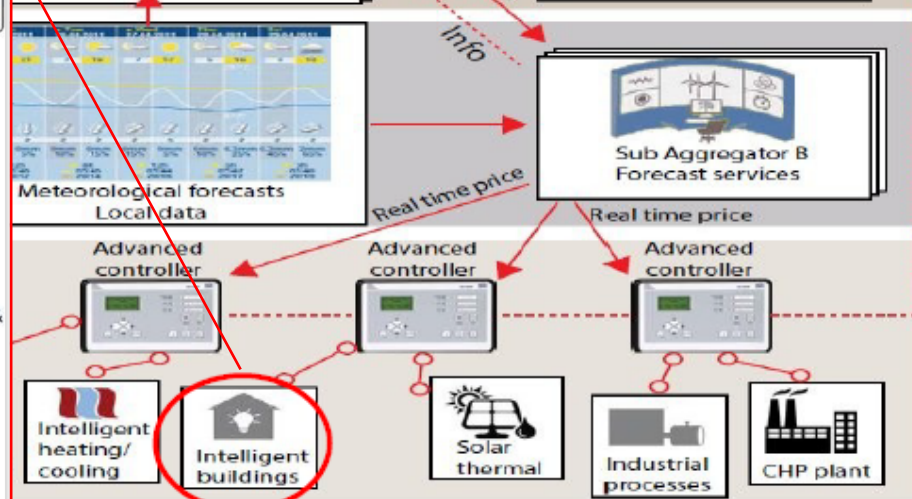 Info
Sub Aggregator B
Forecast services
Meteorological forecasts
Local data
Real time price
Real time price
Advanced
controller
Advanced
controller
Advanced
controller
Intelligent
heating/
cooling
Intelligent
buildings
Solar
thermal
Industrial
processes
CHP plant